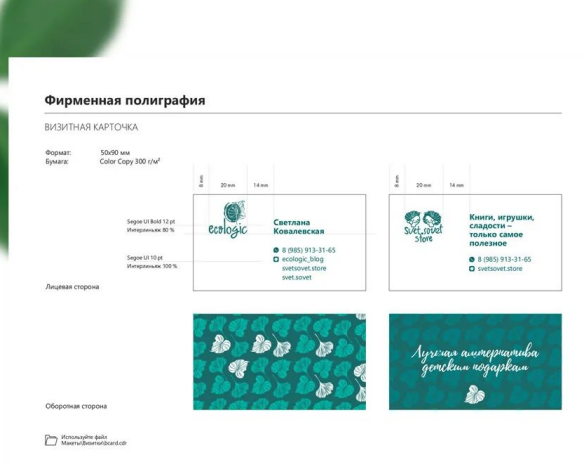 Фирменная полиграфия
ВИЗИТНАЯ КАРТОЧКА
Формат: 50х90 мм
Бумага: Color Copy 300 г/м²
8 mm
20 mm
14 mm
8 mm
20 mm
14 mm
Segoe UI Bold 12 pt
Интерлиньяж 80 %
Segoe UI 10 pt
Интерлиньяж 100 %
ecologic
Светлана
Ковалевская
8 (985) 913-31-65
ecologic_blog
svetsovet.store
svet.sovet
svet.sovet
store
Книги, игрушки,
сладости –
только самое
полезное
8 (985) 913-31-65
svetsovet.store
Лицевая сторона
Лучшая альтернатива
детским подаркам
Оборотная сторона
Используйте файл